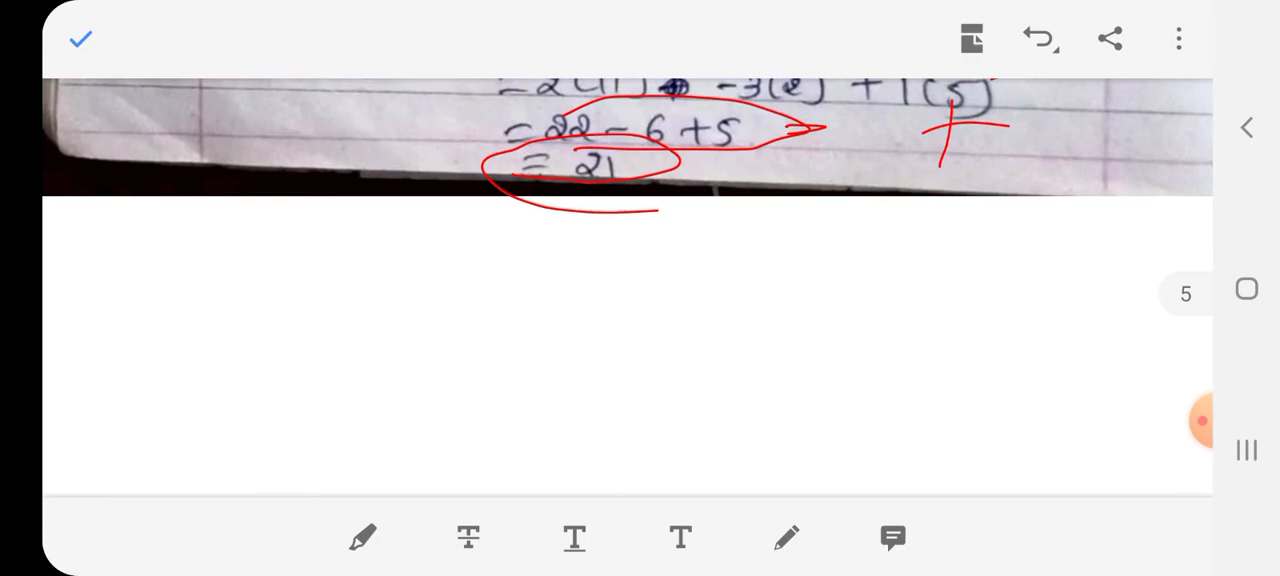 = 2(11) -3(2) + 1(5)
= 22 - 6 + 5
= 21
5
T T T